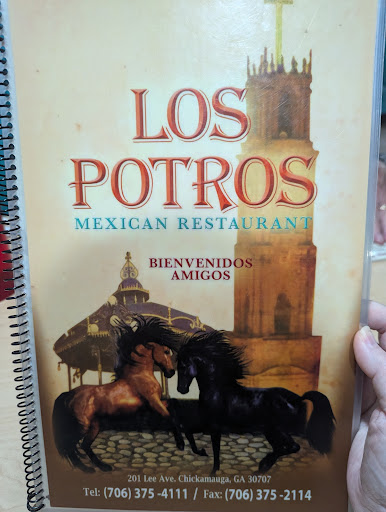 LOS
POTROS
MEXICAN RESTAURANT
BIENVENIDOS
AMIGOS
201 Lee Ave. Chickamauga, GA 30707
Tel: (706) 375-4111 / Fax: (706) 375-2114